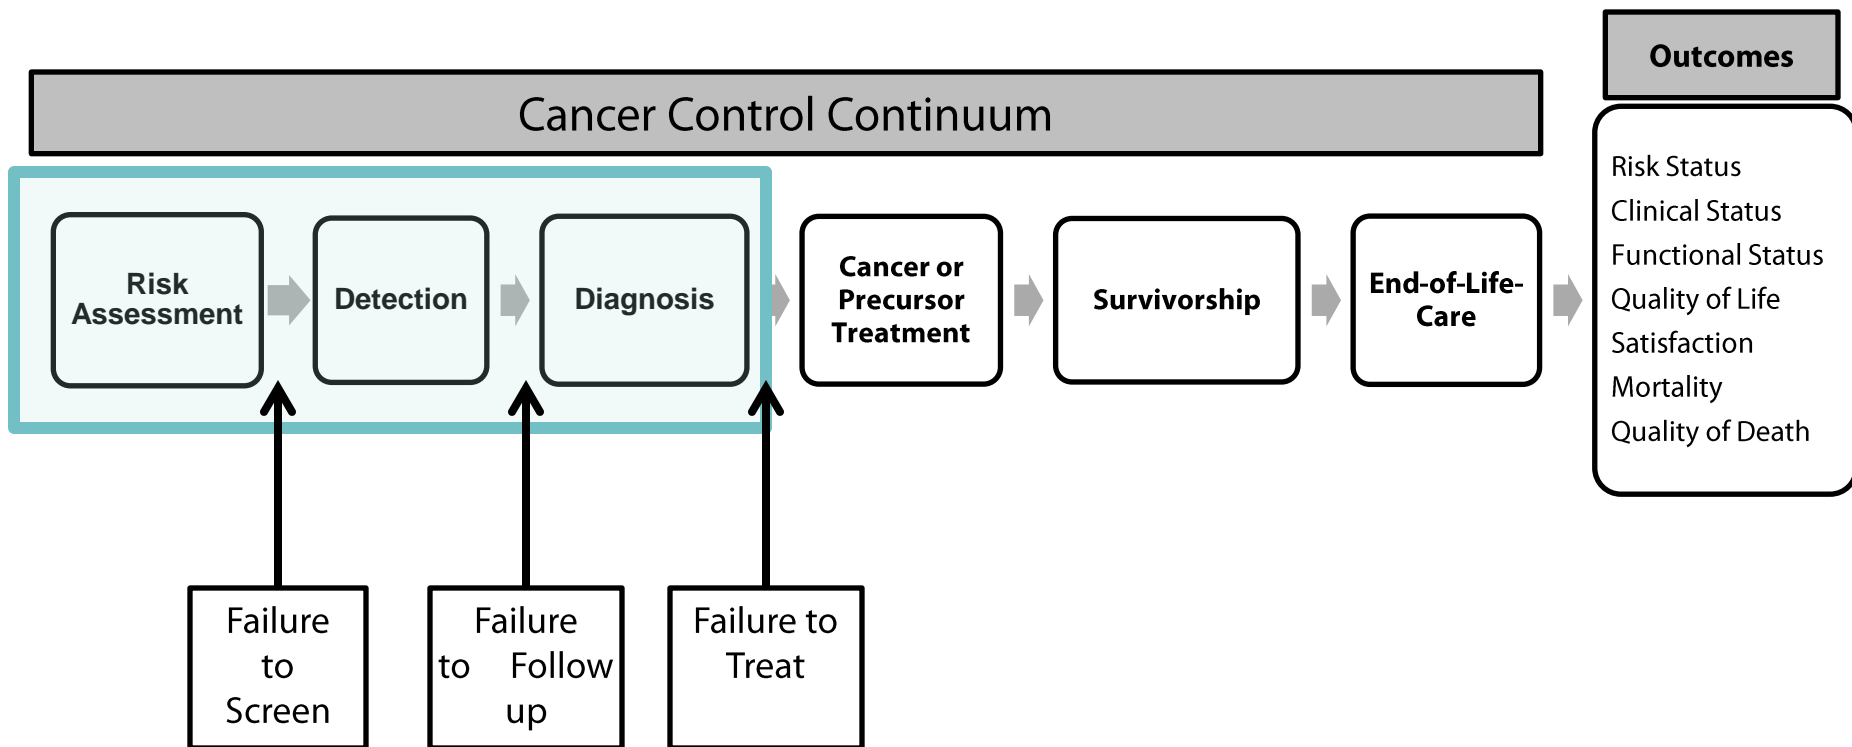 Outcomes
Cancer Control Continuum
Risk
Assessment
Detection
Diagnosis
Cancer or
Precursor
Treatment
Survivorship
End-of-Life-
Care
Risk Status
Clinical Status
Functional Status
Quality of Life
Satisfaction
Mortality
Quality of Death
Failure
to
Screen
Failure
to Follow
up
Failure to
Treat